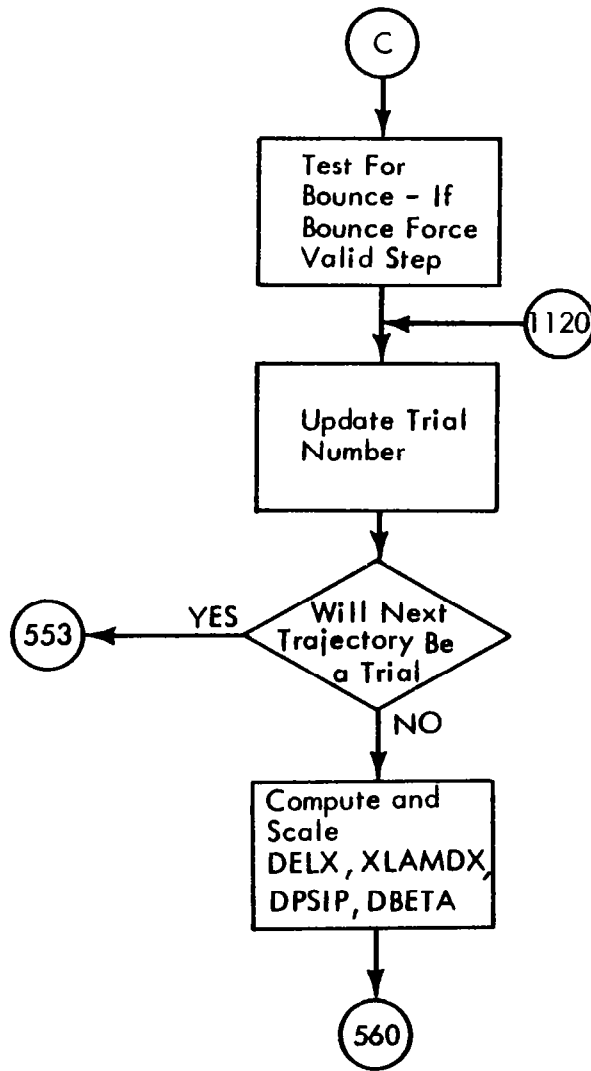 C
Test For
Bounce - If
Bounce Force
Valid Step
1120
Update Trial
Number
Will Next
Trajectory Be
a Trial
YES
553
NO
Compute and
Scale
DELX, XLAMDX,
DPSIP, DBETA
560